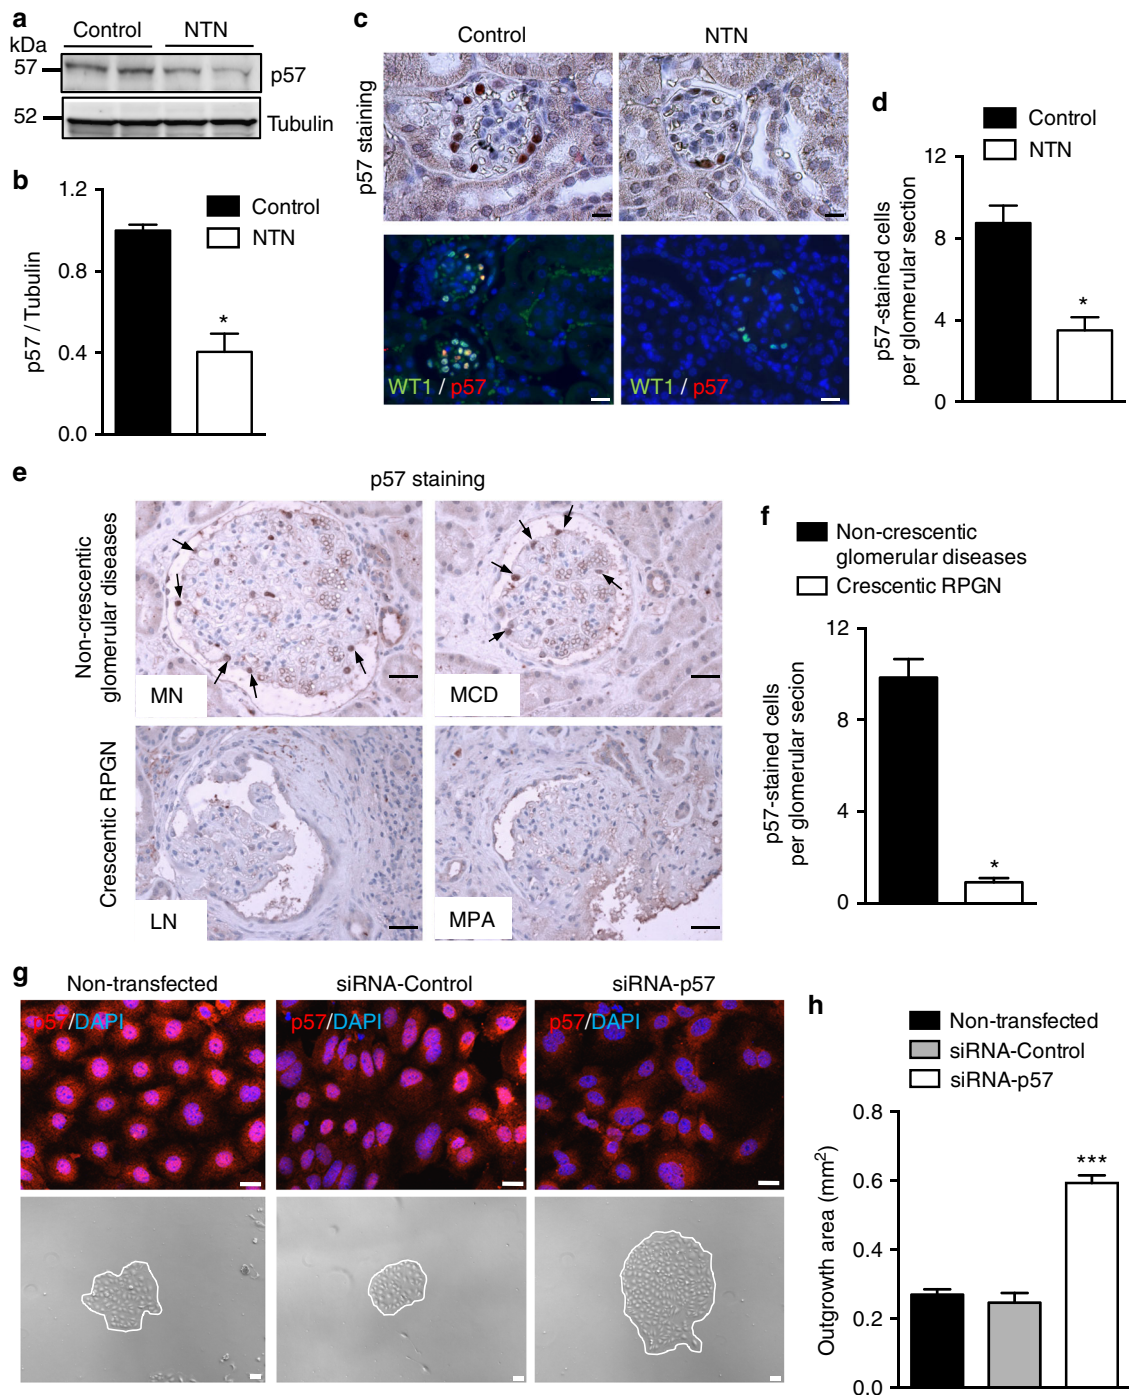 a
Control NTN
kDa
57
p57
52
Tubulin
b
p57 / Tubulin
1.2
0.8
0.4
0.0
Control
NTN
*
c
Control NTN
p57 staining
WT1 / p57
WT1 / p57
d
Control
NTN
p57-stained cells
per glomerular section
12
8
4
0
*
e
p57 staining
Non-crescentic
glomerular diseases
MN
MCD
Crescentic RPGN
LN
MPA
f
Non-crescentic
glomerular diseases
Crescentic RPGN
p57-stained cells
per glomerular secion
12
8
4
0
*
g
Non-transfected siRNA-Control siRNA-p57
p57/DAPI
p57/DAPI
p57/DAPI
h
Non-transfected
siRNA-Control
siRNA-p57
Outgrowth area (mm²)
0.8
0.6
0.4
0.2
0.0
***